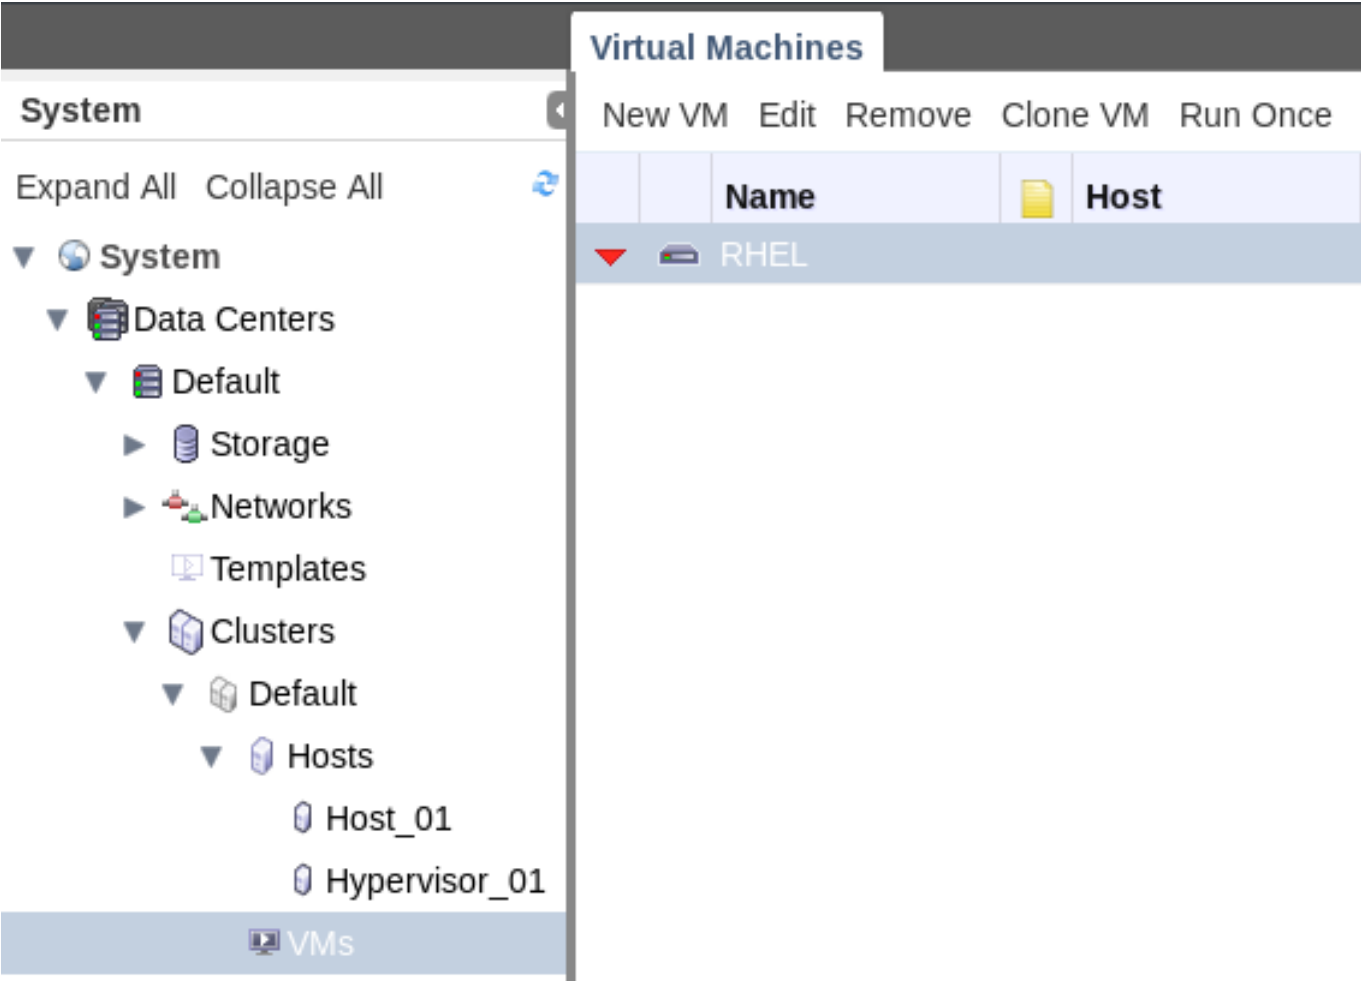 Virtual Machines
System
New VM Edit Remove Clone VM Run Once
Expand All Collapse All
Name Host
System
RHEL
Data Centers
Default
Storage
Networks
Templates
Clusters
Default
Hosts
Host_01
Hypervisor_01
VMs